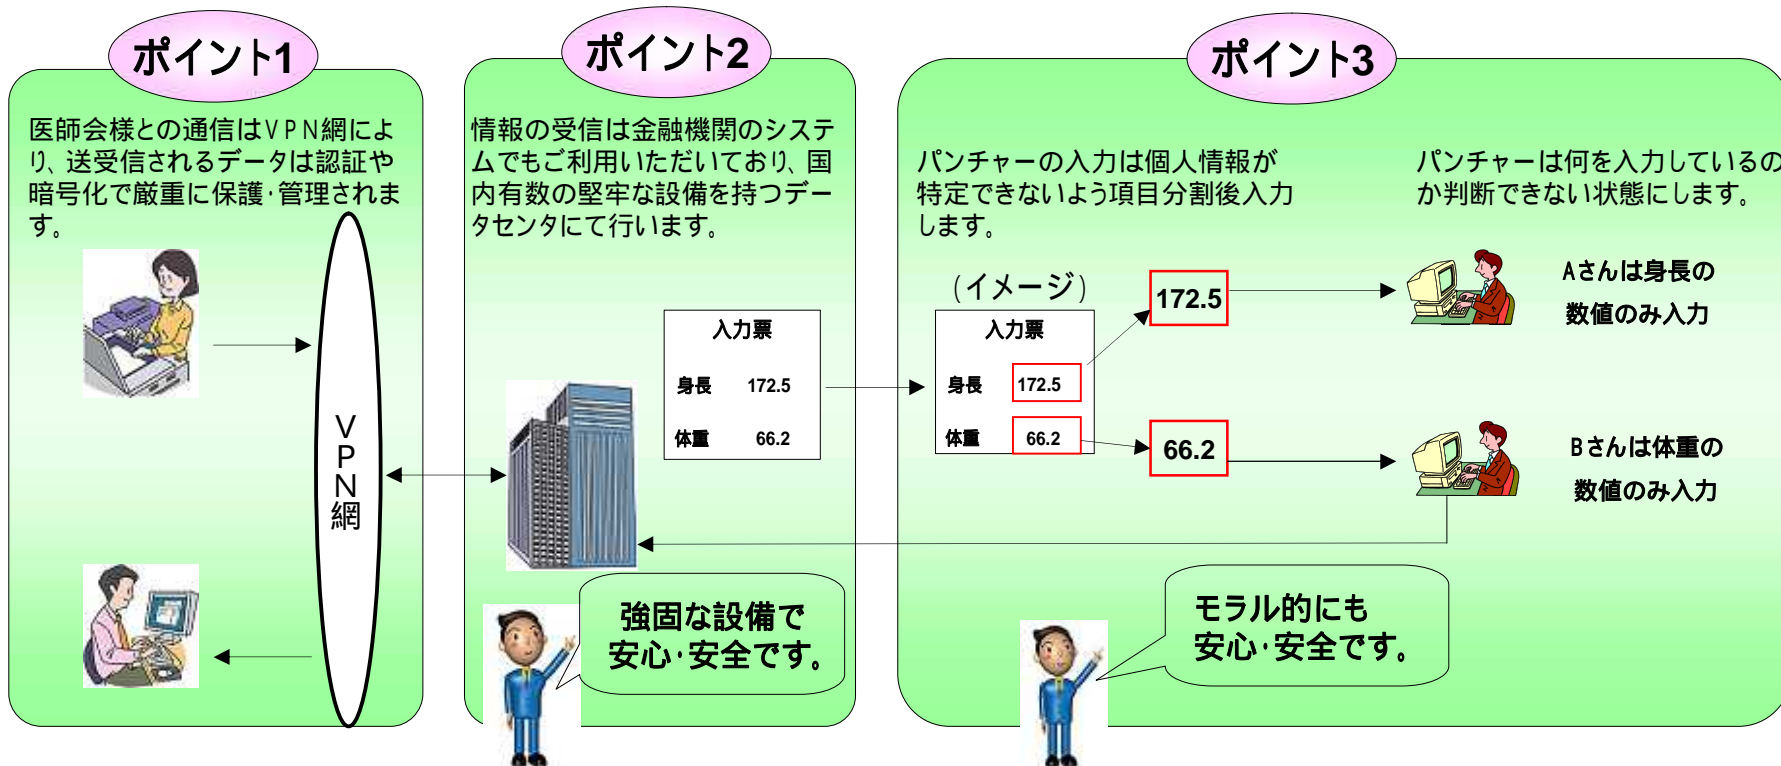 ポイント1
医師会様との通信はVPN網によ
り、送受信されるデータは認証や
暗号化で厳重に保護・管理されま
す。
VPN網
ポイント2
情報の受信は金融機関のシステ
ムでもご利用いただいており、国
内有数の堅牢な設備を持つデー
タセンタにて行います。
入力票
身長 172.5
体重 66.2
強固な設備で
安心・安全です。
ポイント3
パンチャーの入力は個人情報が
特定できないよう項目分割後入力
します。
パンチャーは何を入力しているの
か判断できない状態にします。
(イメージ)
入力票
身長 172.5
体重 66.2
172.5
66.2
Aさんは身長の
数値のみ入力
Bさんは体重の
数値のみ入力
モラル的にも
安心・安全です。